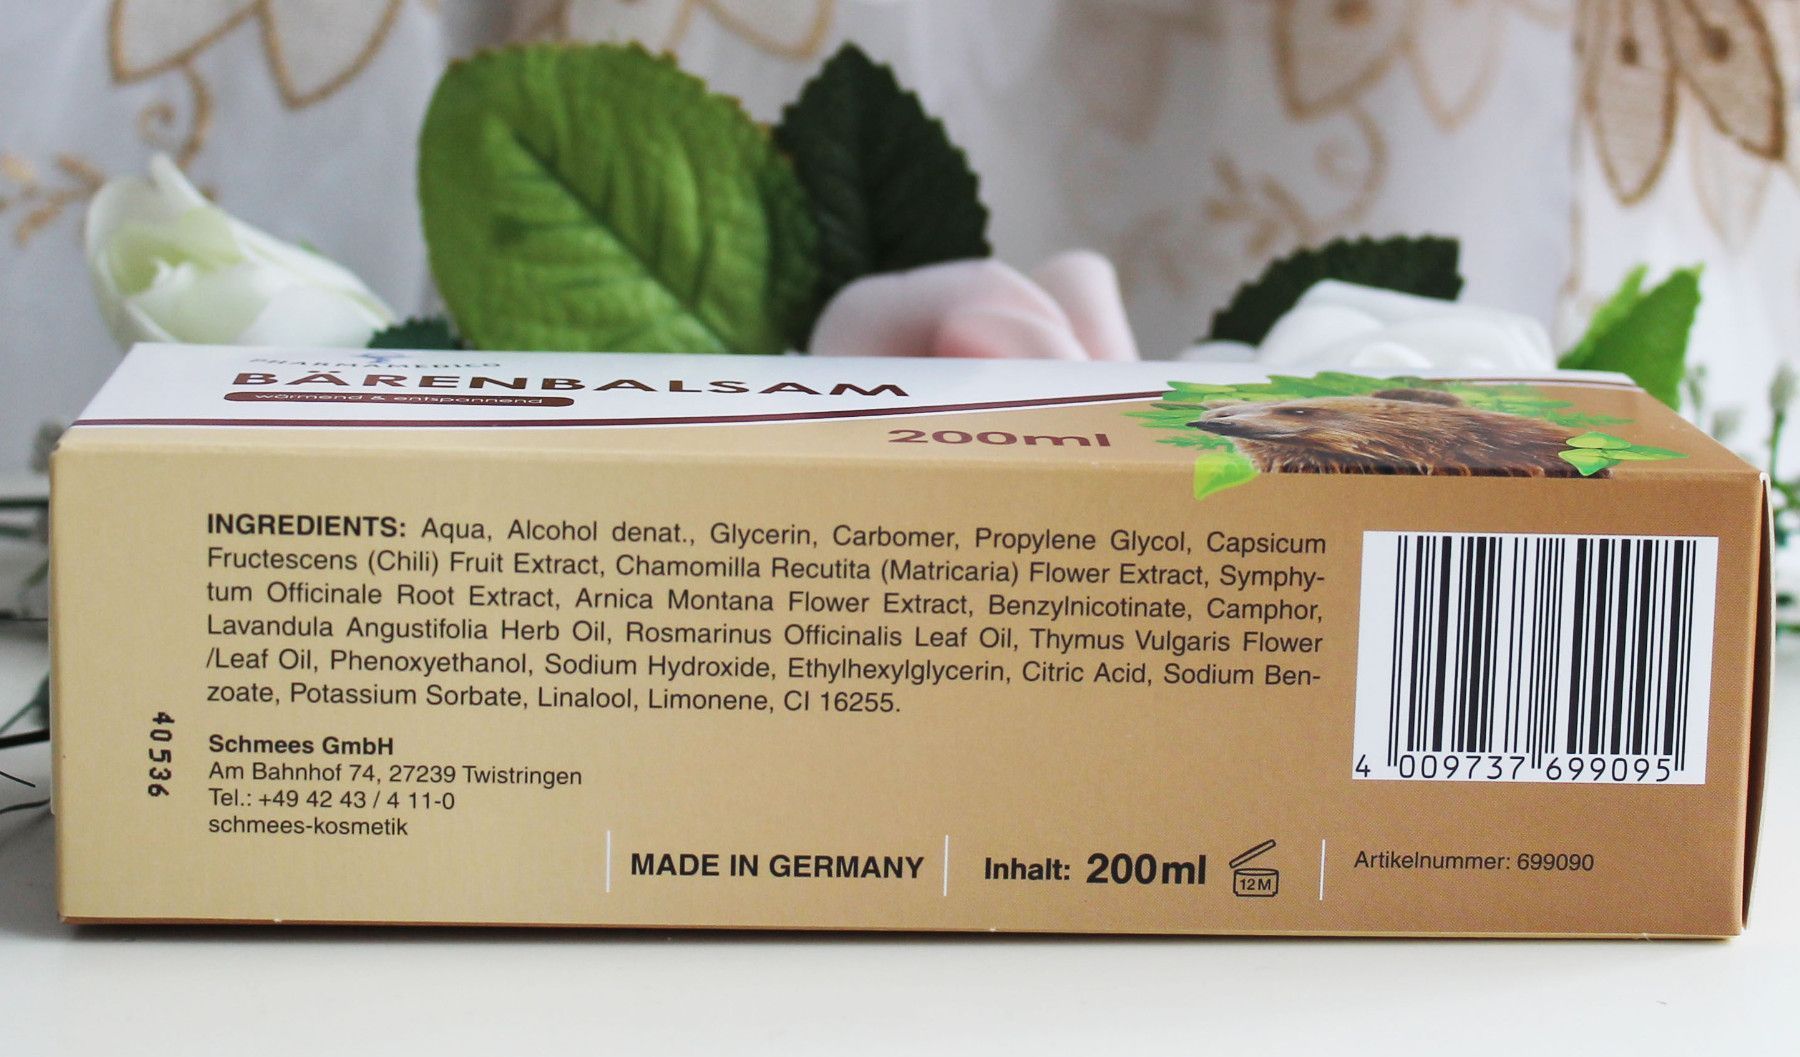 PHARMAMEDICO
BÄRENBALSAM
wärmend & entspannend
200ml
INGREDIENTS: Aqua, Alcohol denat., Glycerin, Carbomer, Propylene Glycol, Capsicum
Fructescens (Chili) Fruit Extract, Chamomilla Recutita (Matricaria) Flower Extract, Symphy-
tum Officinale Root Extract, Arnica Montana Flower Extract, Benzylnicotinate, Camphor,
Lavandula Angustifolia Herb Oil, Rosmarinus Officinalis Leaf Oil, Thymus Vulgaris Flower
/Leaf Oil, Phenoxyethanol, Sodium Hydroxide, Ethylhexylglycerin, Citric Acid, Sodium Ben-
zoate, Potassium Sorbate, Linalool, Limonene, CI 16255.
40536
Schmees GmbH
Am Bahnhof 74, 27239 Twistringen
Tel.: +49 42 43 / 4 11-0
schmees-kosmetik
MADE IN GERMANY
Inhalt: 200ml
12M
4 009737 699095
Artikelnummer: 699090